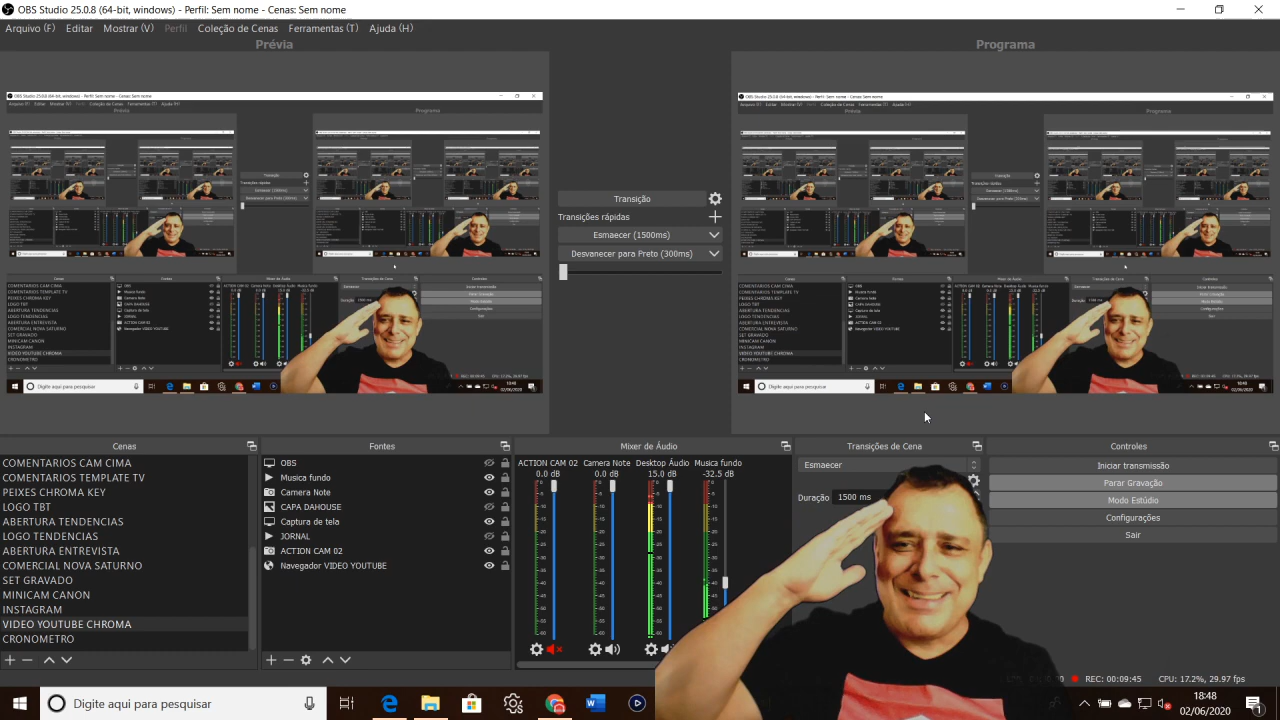 OBS Studio 25.0.8 (64-bit, windows) - Perfil: Sem nome - Cenas: Sem nome
Arquivo (F) Editar Mostrar (V) Perfil Coleção de Cenas Ferramentas (T) Ajuda (H)
Prévia Programa
Transição
Transições rápidas
Esmaecer (1500ms)
Desvanecer para Preto (300ms)
Cenas Fontes Mixer de Áudio Transições de Cena Controles
COMENTARIOS CAM CIMA
COMENTARIOS TEMPLATE TV
PEIXES CHROMA KEY
LOGO TBT
ABERTURA TENDENCIAS
LOGO TENDENCIAS
ABERTURA ENTREVISTA
COMERCIAL NOVA SATURNO
SET GRAVADO
MINICAM CANON
INSTAGRAM
VIDEO YOUTUBE CHROMA
CRONOMETRO
OBS
Musica fundo
Camera Note
CAPA DAHOUSE
Captura de tela
JORNAL
ACTION CAM 02
Navegador VIDEO YOUTUBE
ACTION CAM 02 Camera Note Desktop Áudio Musica fundo
0.0 dB 0.0 dB 15.0 dB -32.5 dB
Esmaecer
Duração 1500 ms
Iniciar transmissão
Parar Gravação
Modo Estúdio
Configurações
Sair
REC: 00:09:45 CPU: 17.2%, 29.97 fps
Digite aqui para pesquisar
18:48
02/06/2020